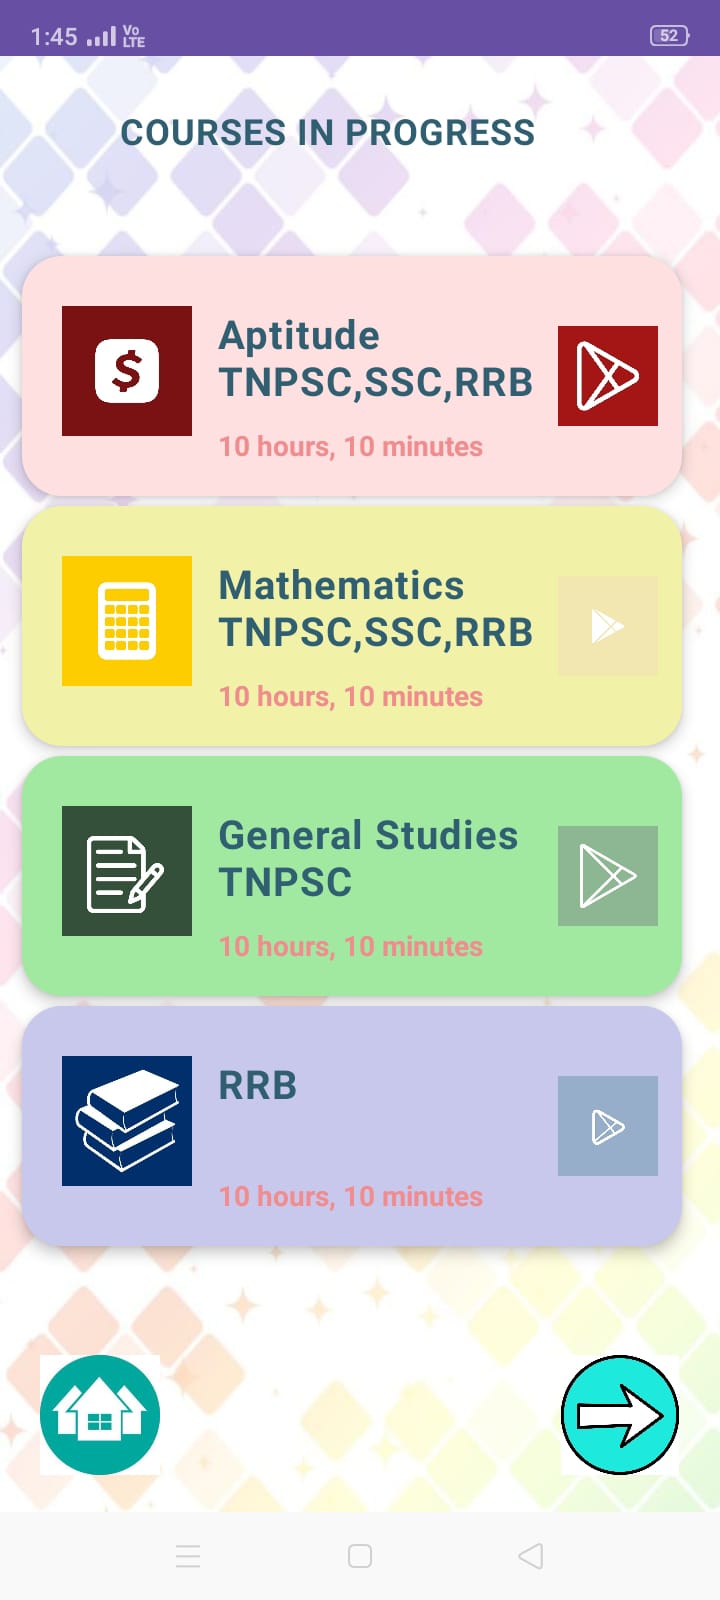 1:45 Vo LTE 52
COURSES IN PROGRESS
Aptitude
TNPSC,SSC,RRB
10 hours, 10 minutes
Mathematics
TNPSC,SSC,RRB
10 hours, 10 minutes
General Studies
TNPSC
10 hours, 10 minutes
RRB
10 hours, 10 minutes